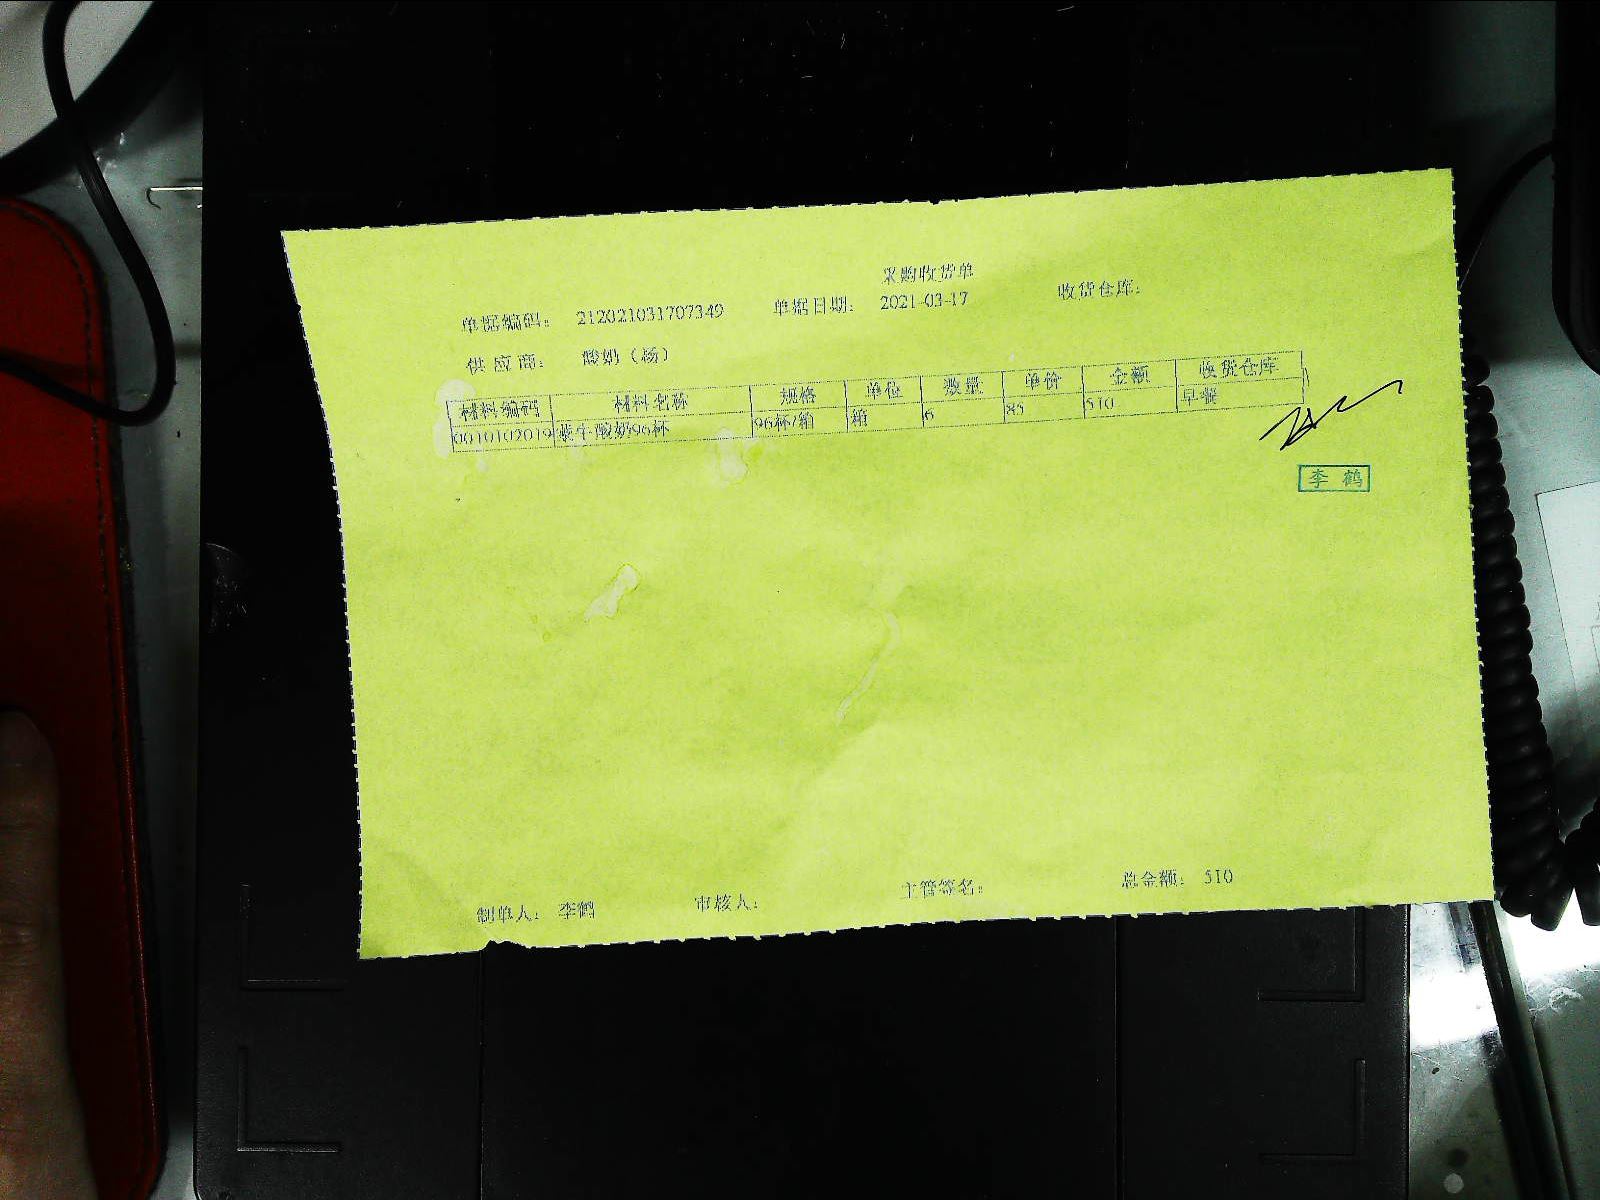 采购收货单
单据编码： 212021031707349 单据日期： 2021-03-17 收货仓库：
供应商： 酸奶（杨）
材料编码 材料名称 规格 单位 数量 单价 金额 收货仓库
0010102019 蒙牛酸奶96杯 96杯/箱 箱 6 85 510 早餐
李鹤
制单人： 李鹤 审核人： 主管签名： 总金额： 510